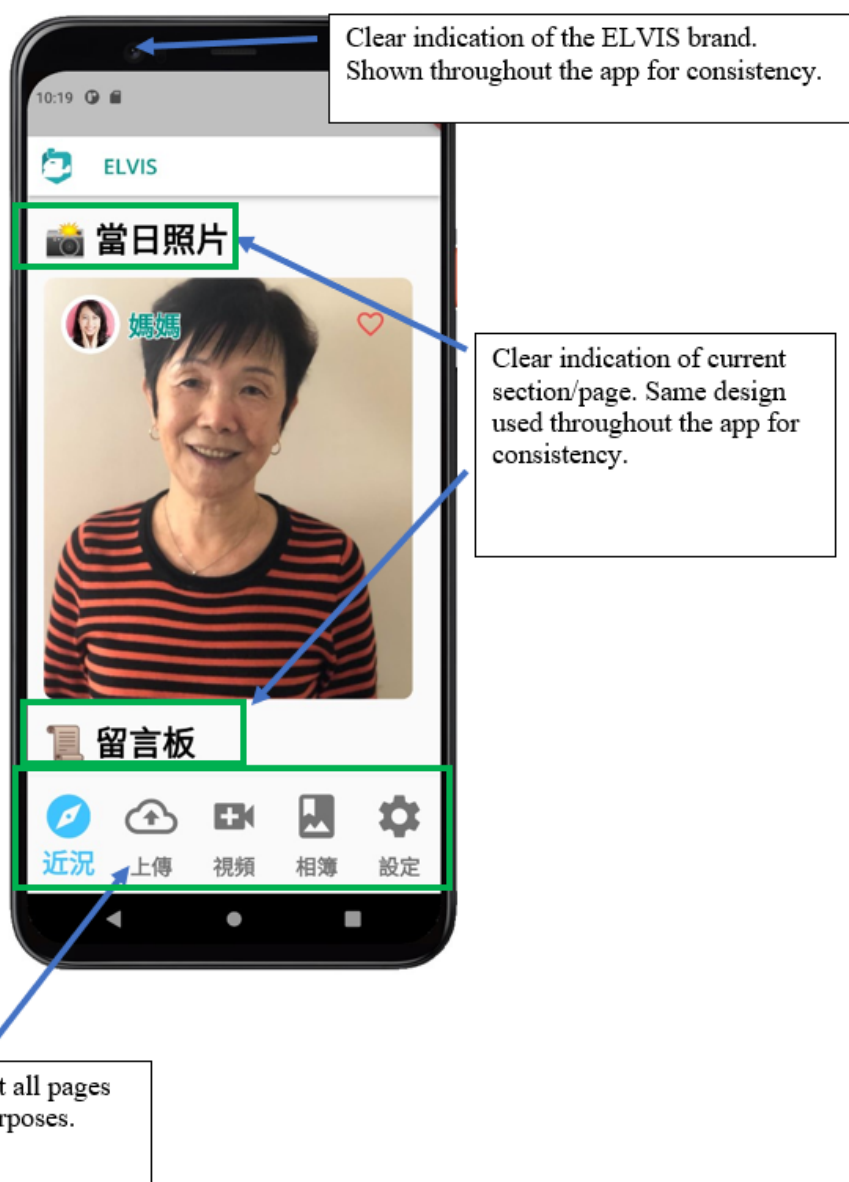 Clear indication of the ELVIS brand.
Shown throughout the app for consistency.
10:19
ELVIS
當日照片
媽媽
Clear indication of current
section/page. Same design
used throughout the app for
consistency.
留言板
近況 上傳 視頻 相簿 設定
t all pages
rposes.